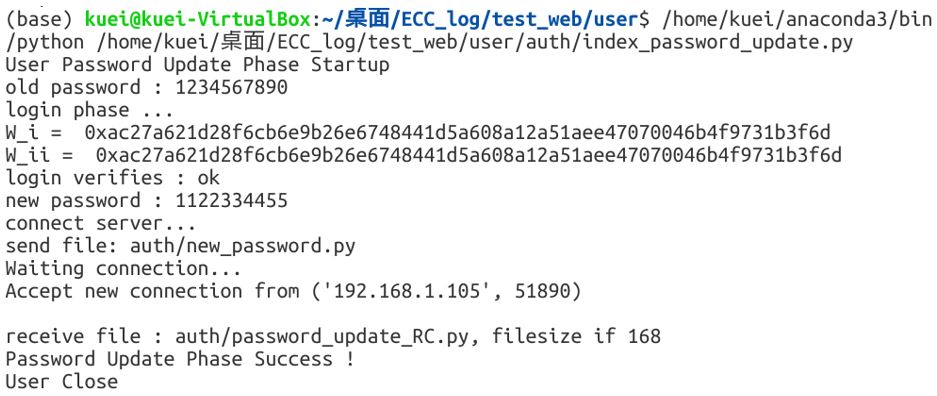 (base) kuei@kuei-VirtualBox:~/桌面/ECC_log/test_web/user$ /home/kuei/anaconda3/bin
/python /home/kuei/桌面/ECC_log/test_web/user/auth/index_password_update.py
User Password Update Phase Startup
old password : 1234567890
login phase ...
W_i =  0xac27a621d28f6cb6e9b26e6748441d5a608a12a51aee47070046b4f9731b3f6d
W_ii =  0xac27a621d28f6cb6e9b26e6748441d5a608a12a51aee47070046b4f9731b3f6d
login verifies : ok
new password : 1122334455
connect server...
send file: auth/new_password.py
Waiting connection...
Accept new connection from ('192.168.1.105', 51890)

receive file : auth/password_update_RC.py, filesize if 168
Password Update Phase Success !
User Close